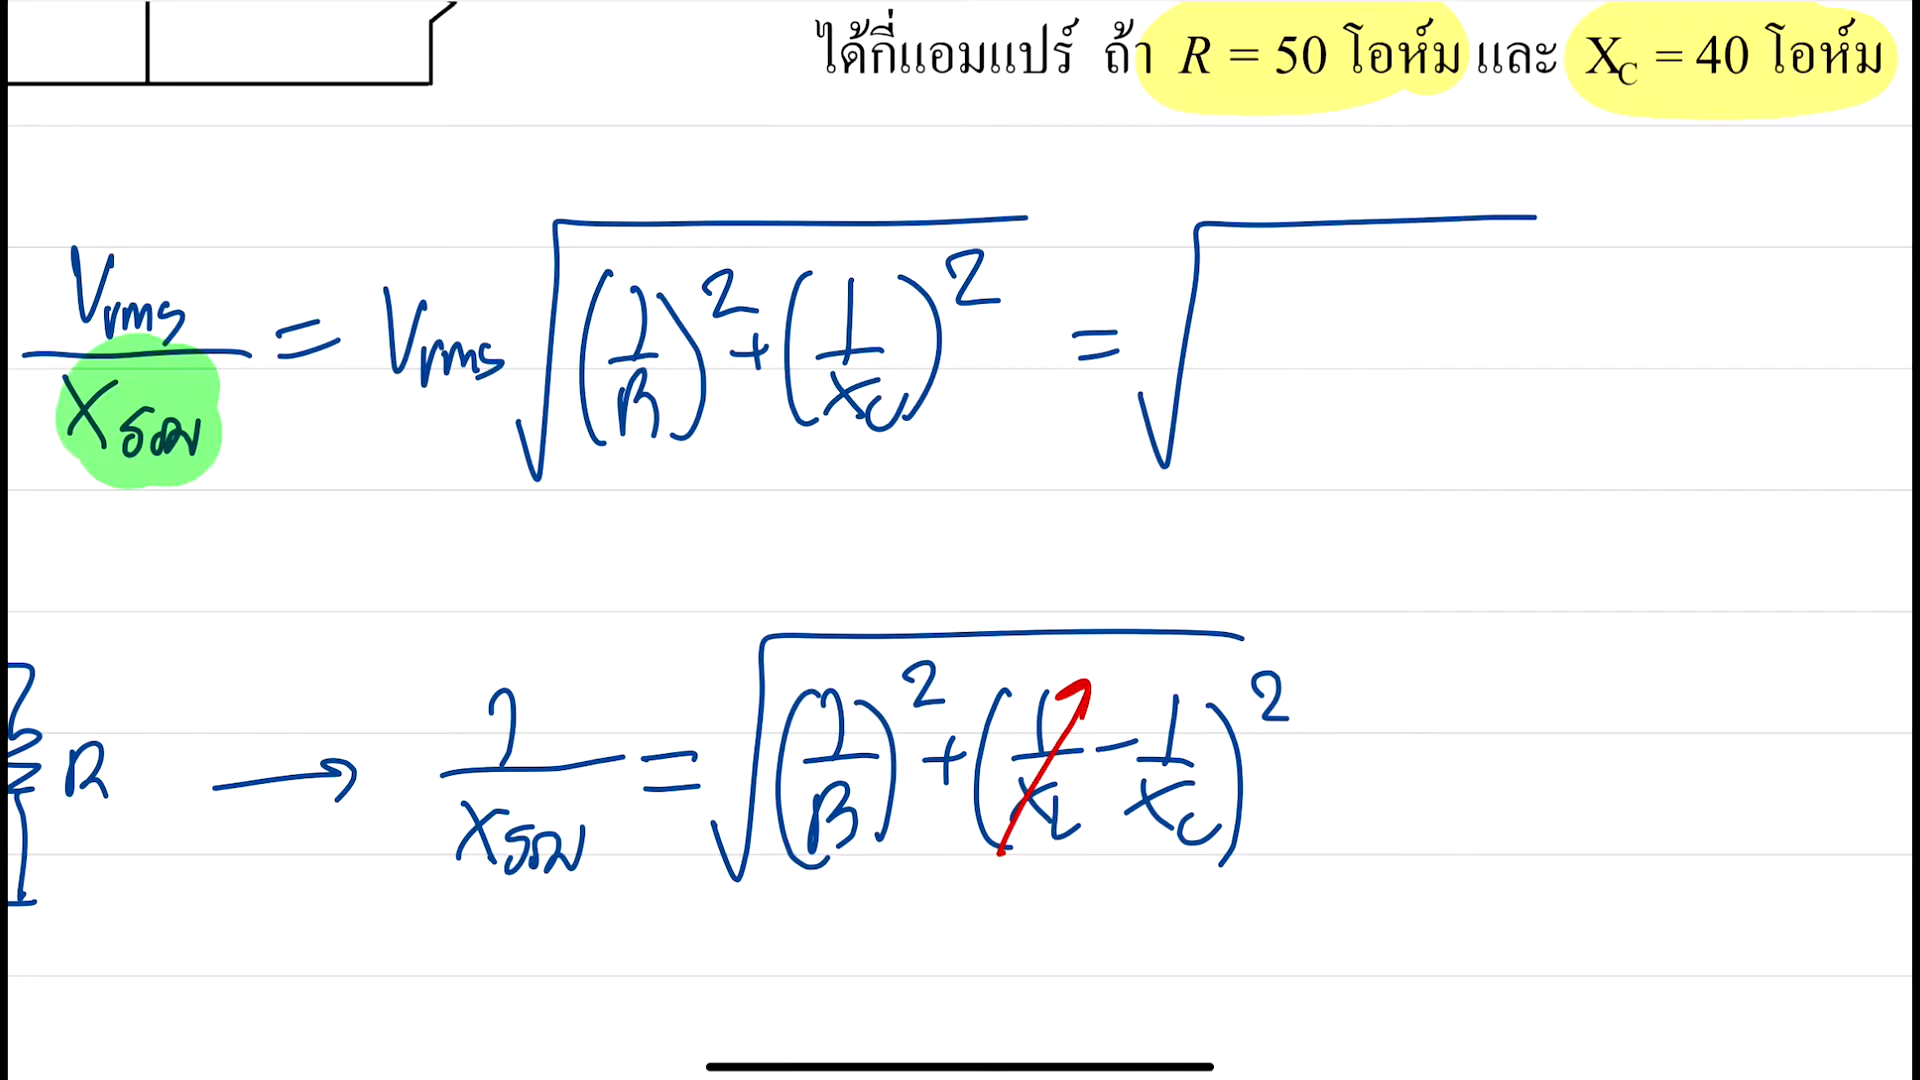 ได้กี่แอมแปร์ ถ้า R = 50 โอห์ม และ X_C = 40 โอห์ม
V_rms / X_รวม = V_rms √((1/R)² + (1/X_C)²) = √
R → 1/X_รวม = √((1/R)² + (1/X_L − 1/X_C)²)